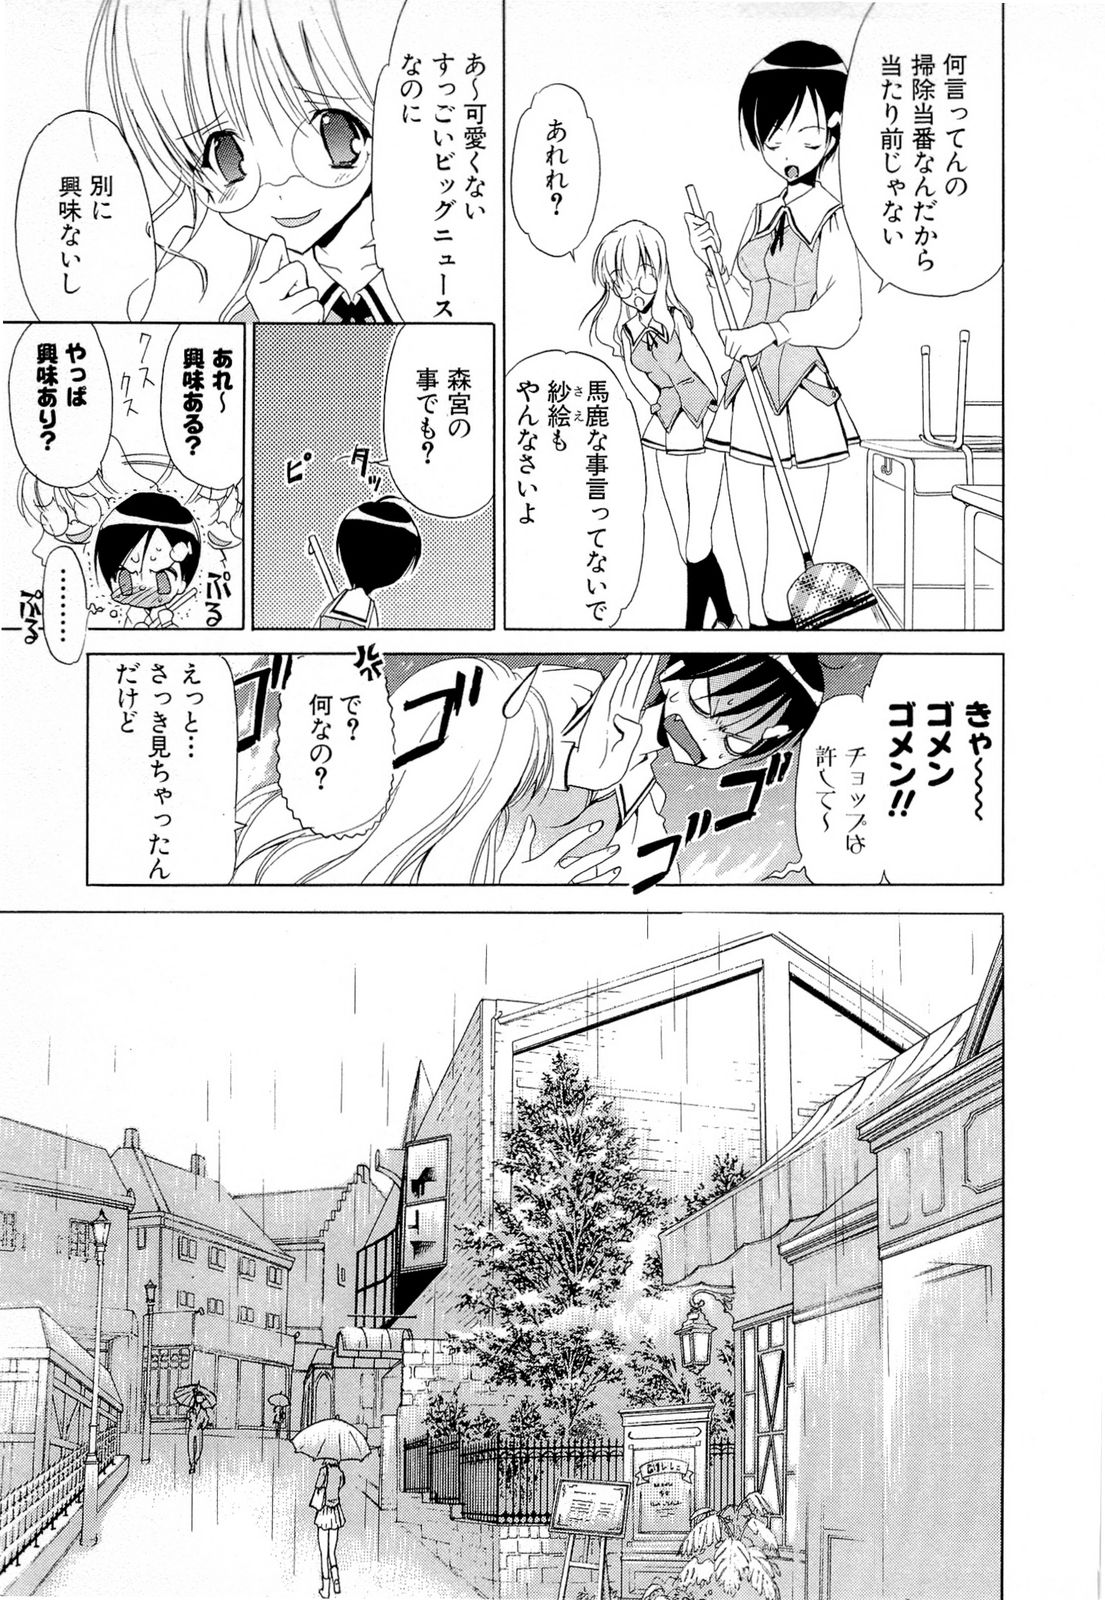 何言ってんの
掃除当番なんだから
当たり前じゃない
あれれ？
馬鹿な事言ってないで
紗絵も
さえ
やんなさいよ
あ～可愛くない
すっごいビッグニュース
なのに
別に
興味ないし
森宮の
事でも？
ピタッ
あれ～
興味ある？
やっぱ
興味あり？
クス
クス
………
ぷる
ぷる
きゃ～～～
ゴメン
ゴメン!!
チョップは
許して～
ゴゴゴ
ゴゴゴ
で？
何なの？
えっと…
さっき見ちゃったん
だけど